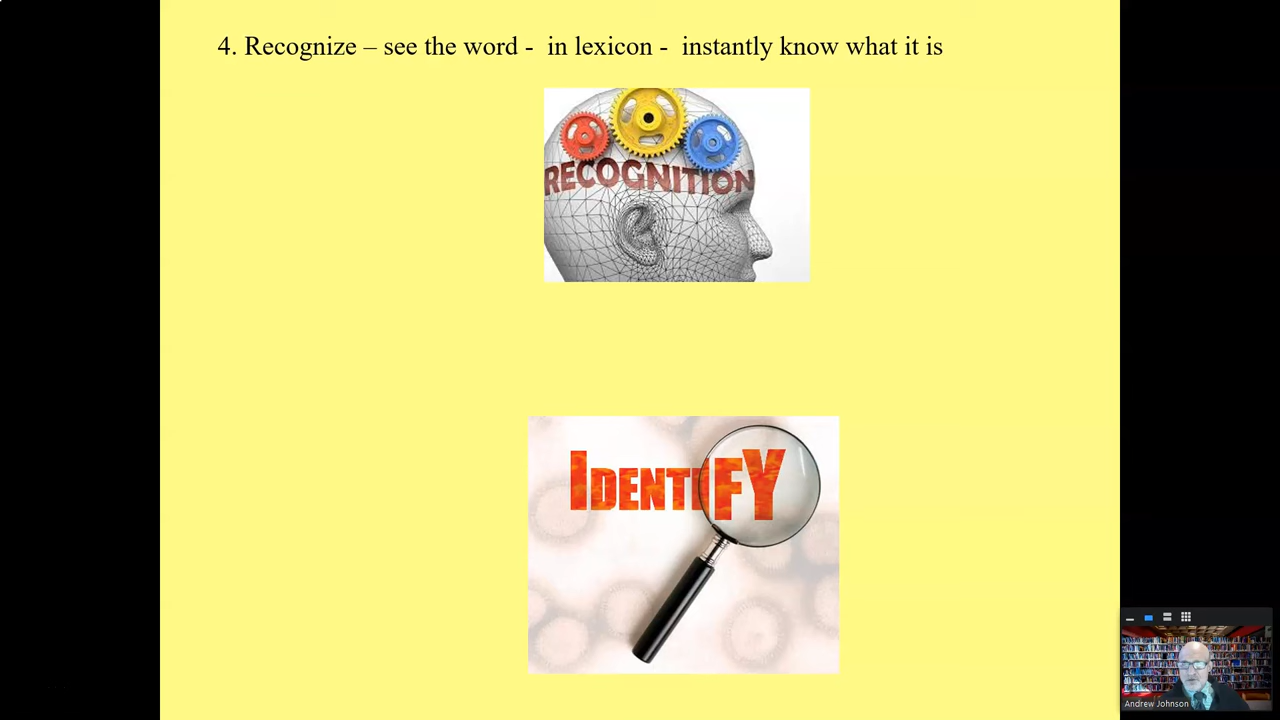 4. Recognize – see the word -  in lexicon -  instantly know what it is
RECOGNITION
IDENTIFY
Andrew Johnson